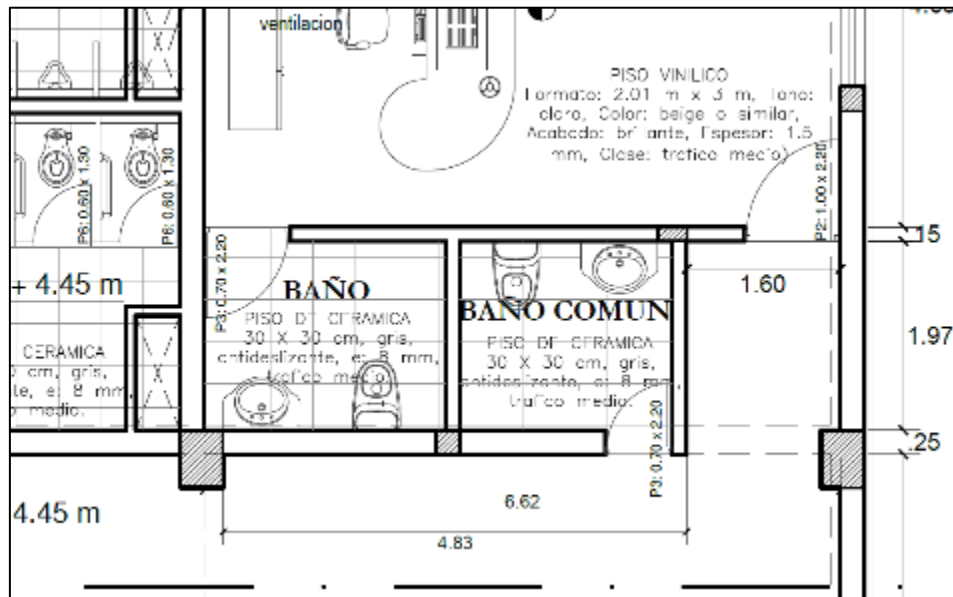 ventilacion
PISO VINILICO
Formato: 2.01 m x 3 m, Tono:
claro, Color: beige o similar,
Acabado: brillante, Espesor: 1.5
mm, Clase: trafico medio)
P6: 0.60 x 1.30
P6: 0.60 x 1.30
P2: 1.00 x 2.20
.15
+ 4.45 m
P3: 0.70 x 2.20
BAÑO
PISO DE CERAMICA
30 X 30 cm, gris,
antideslizante, e: 8 mm,
trafico medio.
BAÑO COMUN
PISO DE CERAMICA
30 X 30 cm, gris,
antideslizante, e: 8 mm,
trafico medio.
1.60
1.97
CERAMICA
cm, gris,
e: 8 mm,
medio.
.25
P3: 0.70 x 2.20
4.45 m
6.62
4.83